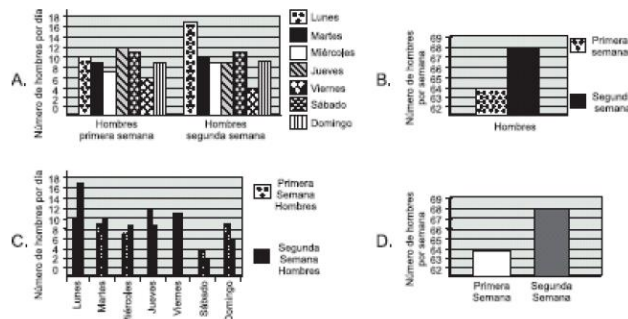 A.
Número de hombres por día
18
16
14
12
10
8
6
4
2
0
Hombres
primera semana
Hombres
segunda semana
Lunes
Martes
Miércoles
Jueves
Viernes
Sábado
Domingo
B.
Número de hombres
por semana
69
68
67
66
65
64
63
62
Hombres
Primera
semana
Segunda
semana
C.
Número de hombres por día
18
16
14
12
10
8
6
4
2
0
Lunes
Martes
Miércoles
Jueves
Viernes
Sábado
Domingo
Primera
Semana
Hombres
Segunda
Semana
Hombres
D.
Número de hombres
por semana
69
68
67
66
65
64
63
62
Primera
Semana
Segunda
Semana